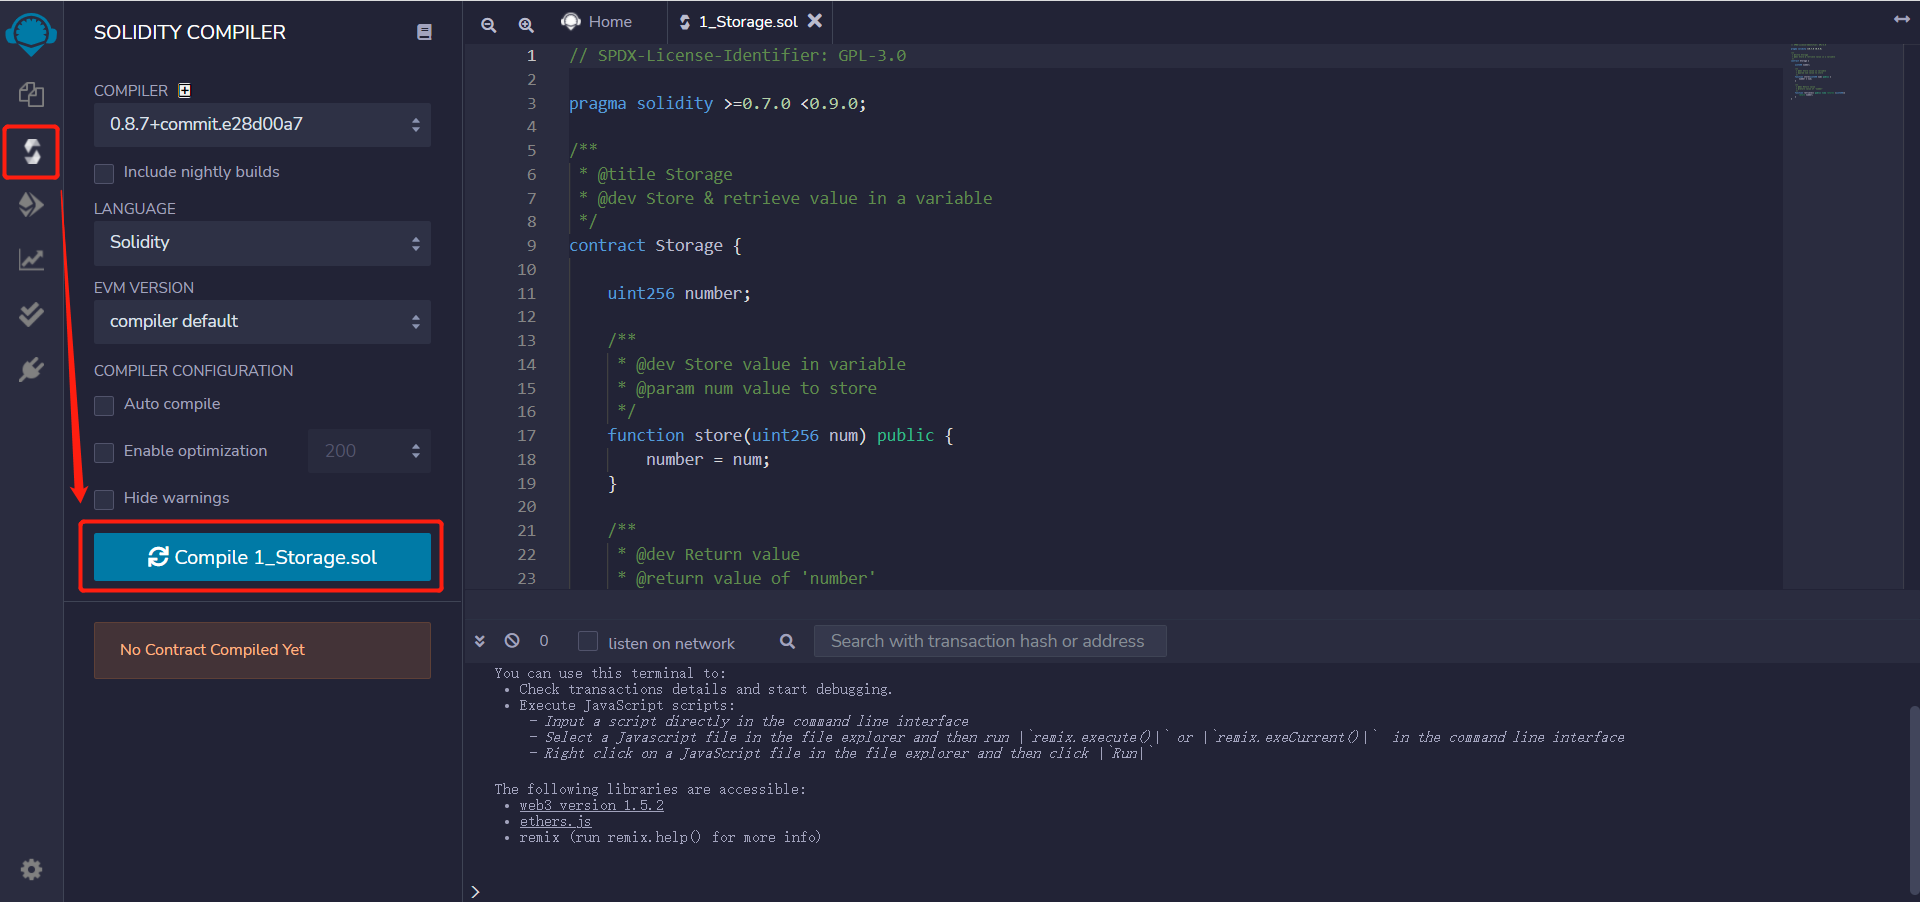 SOLIDITY COMPILER
COMPILER
0.8.7+commit.e28d00a7
Include nightly builds
LANGUAGE
Solidity
EVM VERSION
compiler default
COMPILER CONFIGURATION
Auto compile
Enable optimization
200
Hide warnings
Compile 1_Storage.sol
No Contract Compiled Yet
Home
1_Storage.sol
1 // SPDX-License-Identifier: GPL-3.0
2
3 pragma solidity >=0.7.0 <0.9.0;
4
5 /**
6 * @title Storage
7 * @dev Store & retrieve value in a variable
8 */
9 contract Storage {
10
11 uint256 number;
12
13 /**
14 * @dev Store value in variable
15 * @param num value to store
16 */
17 function store(uint256 num) public {
18 number = num;
19 }
20
21 /**
22 * @dev Return value
23 * @return value of 'number'
0
listen on network
Search with transaction hash or address
You can use this terminal to:
• Check transactions details and start debugging.
• Execute JavaScript scripts:
- Input a script directly in the command line interface
- Select a Javascript file in the file explorer and then run |`remix.execute()|` or |`remix.exeCurrent()|` in the command line interface
- Right click on a JavaScript file in the file explorer and then click |`Run|`
The following libraries are accessible:
• web3 version 1.5.2
• ethers.js
• remix (run remix.help() for more info)
>